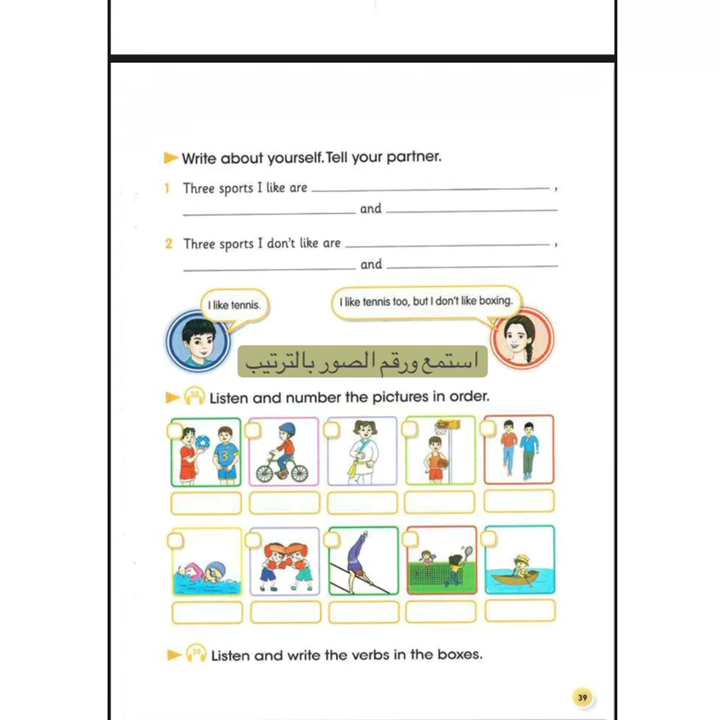 Write about yourself. Tell your partner.
1 Three sports I like are ,
and
2 Three sports I don't like are ,
and
I like tennis.
I like tennis too, but I don't like boxing.
استمع ورقم الصور بالترتيب
Listen and number the pictures in order.
3
Listen and write the verbs in the boxes.
39